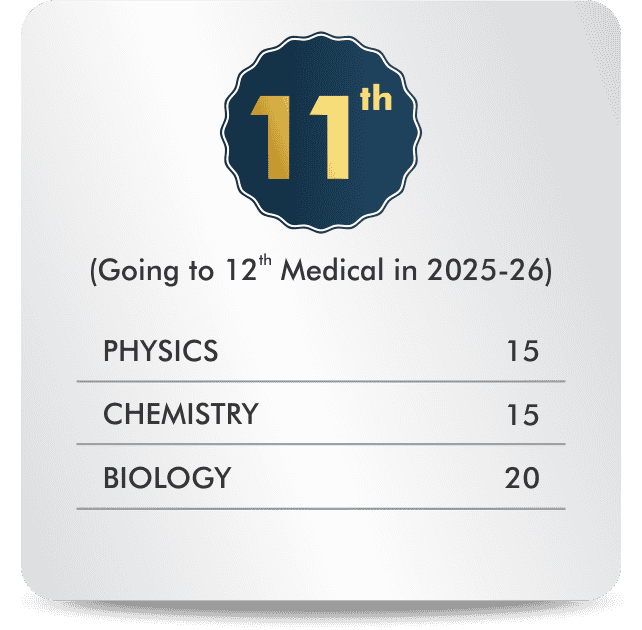 11th
(Going to 12th Medical in 2025-26)
PHYSICS 15
CHEMISTRY 15
BIOLOGY 20